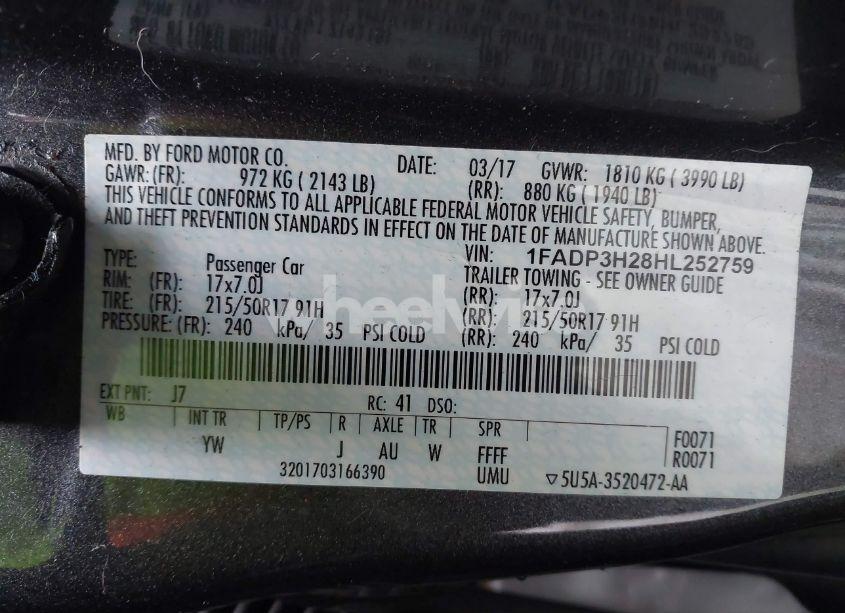 MFD. BY FORD MOTOR CO. DATE: 03/17 GVWR: 1810 KG ( 3990 LB)
GAWR: (FR): 972 KG ( 2143 LB) (RR): 880 KG ( 1940 LB)
THIS VEHICLE CONFORMS TO ALL APPLICABLE FEDERAL MOTOR VEHICLE SAFETY, BUMPER,
AND THEFT PREVENTION STANDARDS IN EFFECT ON THE DATE OF MANUFACTURE SHOWN ABOVE.
VIN: 1FADP3H28HL252759
TYPE: Passenger Car TRAILER TOWING - SEE OWNER GUIDE
RIM: (FR): 17x7.0J (RR): 17x7.0J
TIRE: (FR): 215/50R17 91H (RR): 215/50R17 91H
PRESSURE: (FR): 240 kPa/ 35 PSI COLD (RR): 240 kPa/ 35 PSI COLD
EXT PNT: J7 RC: 41 DSO:
WB INT TR TP/PS R AXLE TR SPR F0071
YW J AU W FFFF R0071
3201703166390 UMU ▽5U5A-3520472-AA